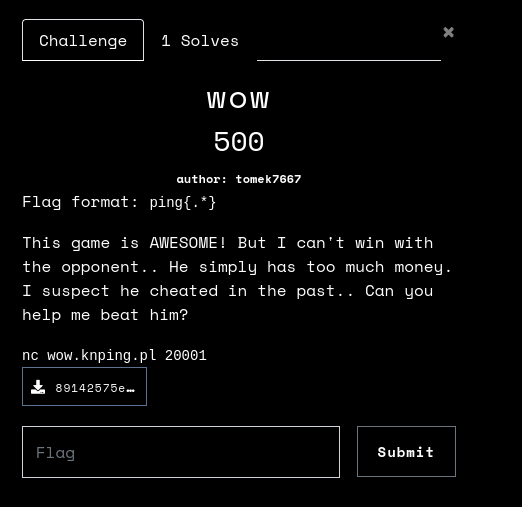 Challenge
1 Solves
×
wow
500
author: tomek7667
Flag format: ping{.*}
This game is AWESOME! But I can't win with
the opponent.. He simply has too much money.
I suspect he cheated in the past.. Can you
help me beat him?
nc wow.knping.pl 20001
89142575e…
Flag
Submit